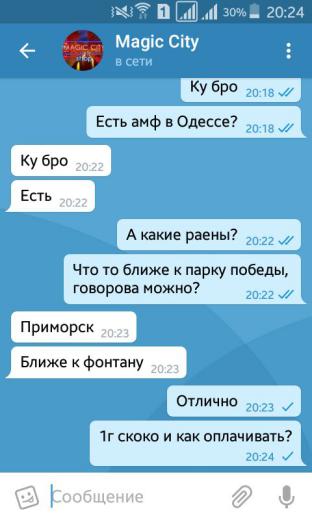 1 30% 20:24
Magic City
в сети
Ку бро 20:18
Есть амф в Одессе? 20:18
Ку бро 20:22
Есть 20:22
А какие раены? 20:22
Что то ближе к парку победы,
говорова можно? 20:22
Приморск 20:23
Ближе к фонтану 20:23
Отлично 20:23
1г скоко и как оплачивать?
20:24
Сообщение